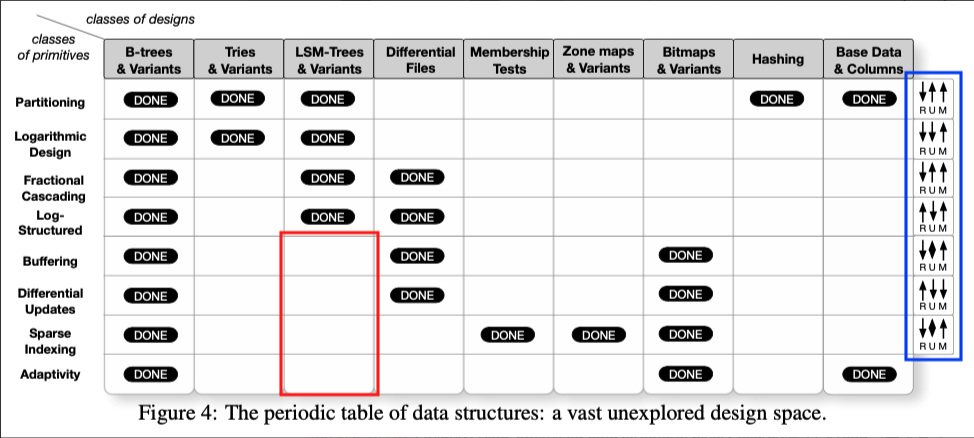 classes of designs
classes
of primitives
B-trees
& Variants
Tries
& Variants
LSM-Trees
& Variants
Differential
Files
Membership
Tests
Zone maps
& Variants
Bitmaps
& Variants
Hashing
Base Data
& Columns
Partitioning
DONE DONE DONE DONE DONE
R U M
Logarithmic
Design
DONE DONE DONE
R U M
Fractional
Cascading
DONE DONE DONE
R U M
Log-
Structured
DONE DONE DONE
R U M
Buffering
DONE DONE DONE
R U M
Differential
Updates
DONE DONE DONE
R U M
Sparse
Indexing
DONE DONE DONE DONE
R U M
Adaptivity
DONE DONE DONE
Figure 4: The periodic table of data structures: a vast unexplored design space.